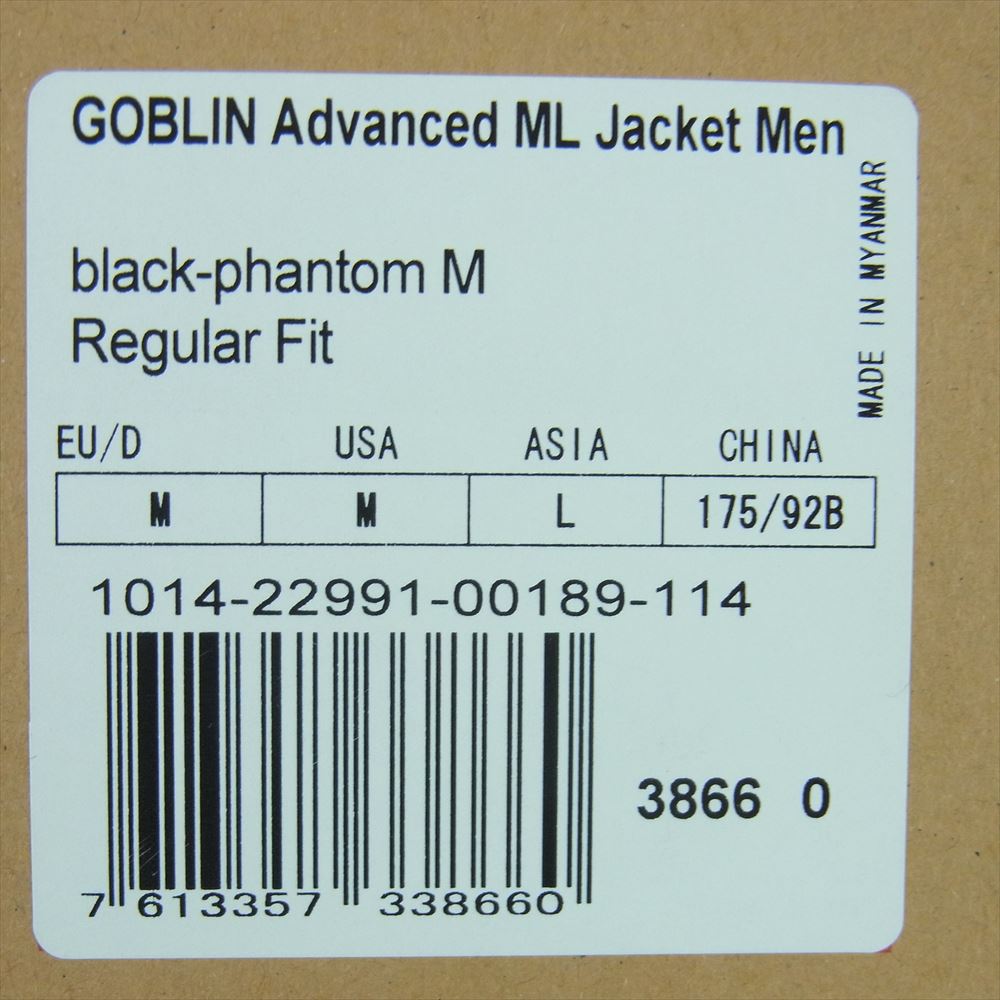 GOBLIN Advanced ML Jacket Men
MADE IN MYANMAR
black-phantom M
Regular Fit
EU/D USA ASIA CHINA
M M L 175/92B
1014-22991-00189-114
3866 0
7 613357 338660